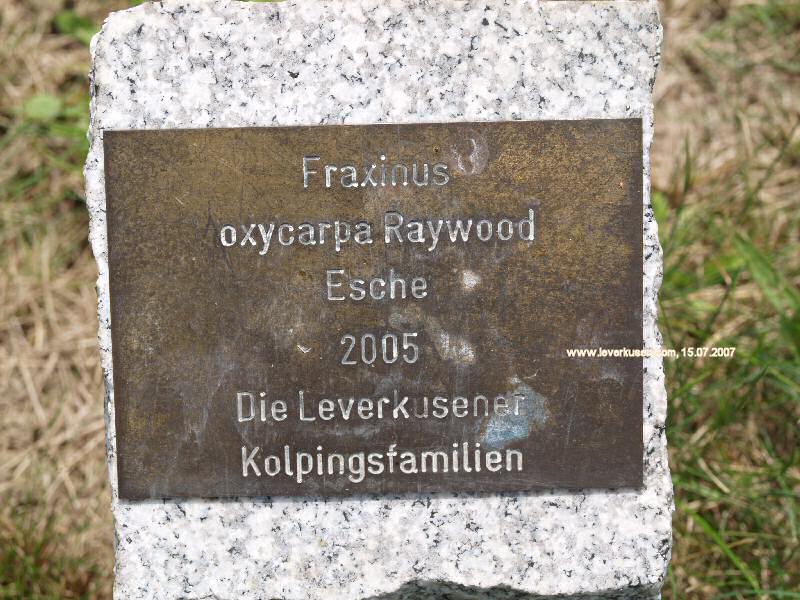 Fraxinus
oxycarpa Raywood
Esche
2005
www.leverkusen.com, 15.07.2007
Die Leverkusener
Kolpingsfamilien